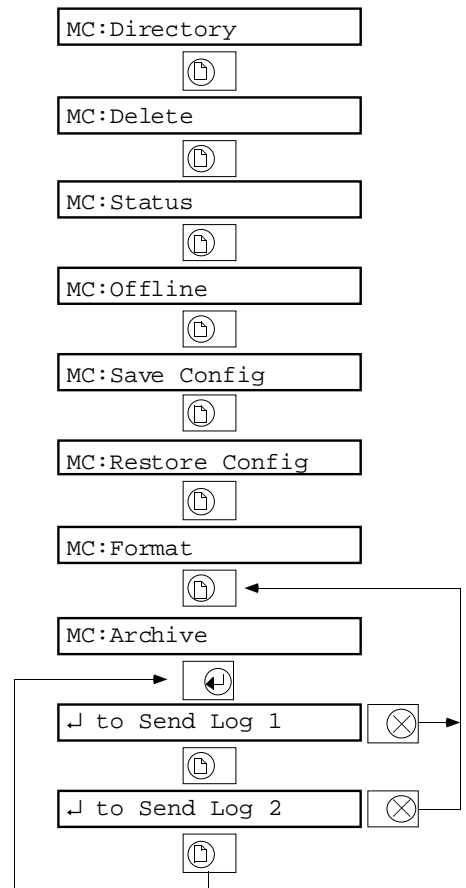 MC:Directory
MC:Delete
MC:Status
MC:Offline
MC:Save Config
MC:Restore Config
MC:Format
MC:Archive
↵ to Send Log 1
↵ to Send Log 2